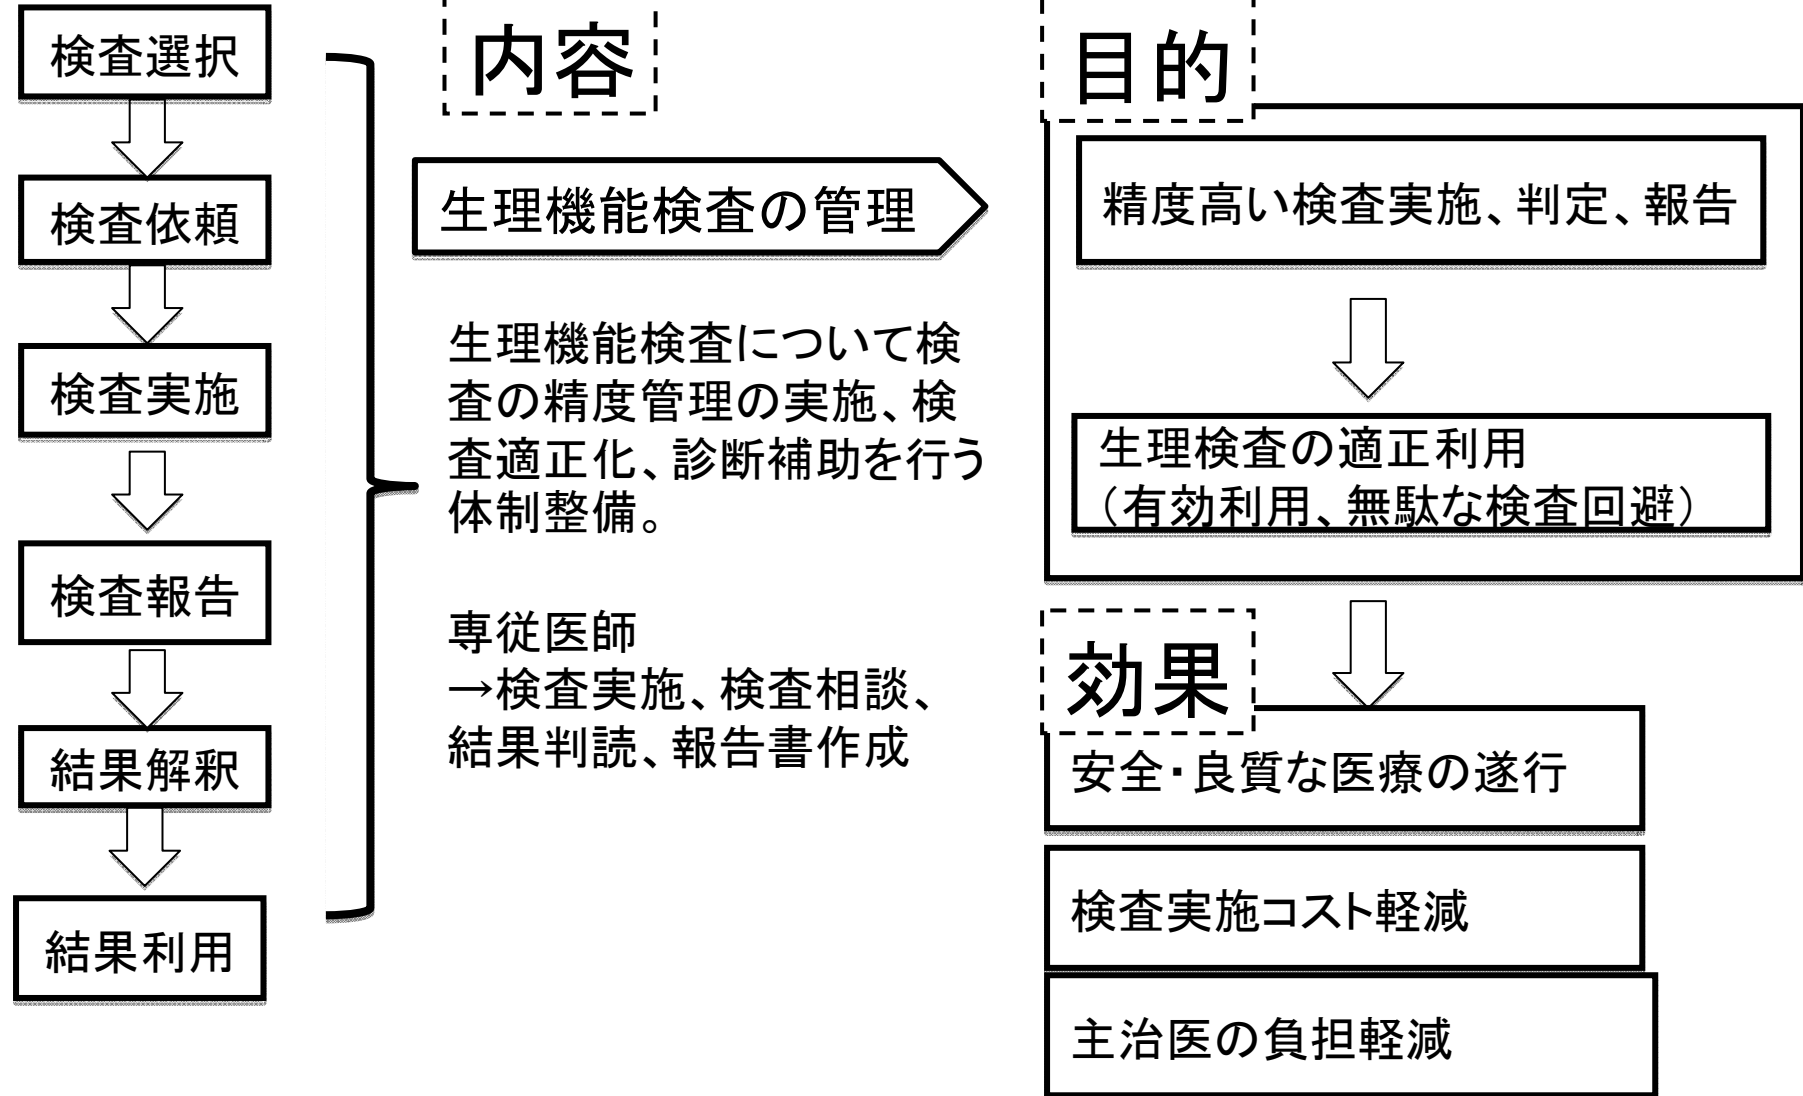 検査選択
検査依頼
検査実施
検査報告
結果解釈
結果利用
内容
生理機能検査の管理
生理機能検査について検
査の精度管理の実施、検
査適正化、診断補助を行う
体制整備。
専従医師
→検査実施、検査相談、
結果判読、報告書作成
目的
精度高い検査実施、判定、報告
生理検査の適正利用
（有効利用、無駄な検査回避）
効果
安全・良質な医療の遂行
検査実施コスト軽減
主治医の負担軽減